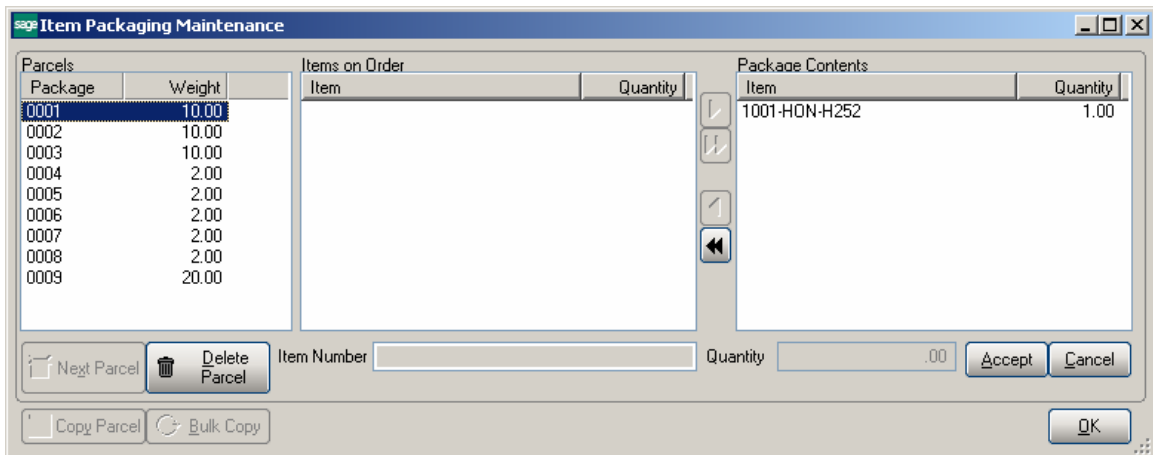 sage Item Packaging Maintenance
Parcels Items on Order Package Contents
Package Weight Item Quantity Item Quantity
0001 10.00 1001-HON-H252 1.00
0002 10.00
0003 10.00
0004 2.00
0005 2.00
0006 2.00
0007 2.00
0008 2.00
0009 20.00
Next Parcel Delete Parcel Item Number Quantity .00 Accept Cancel
Copy Parcel Bulk Copy OK